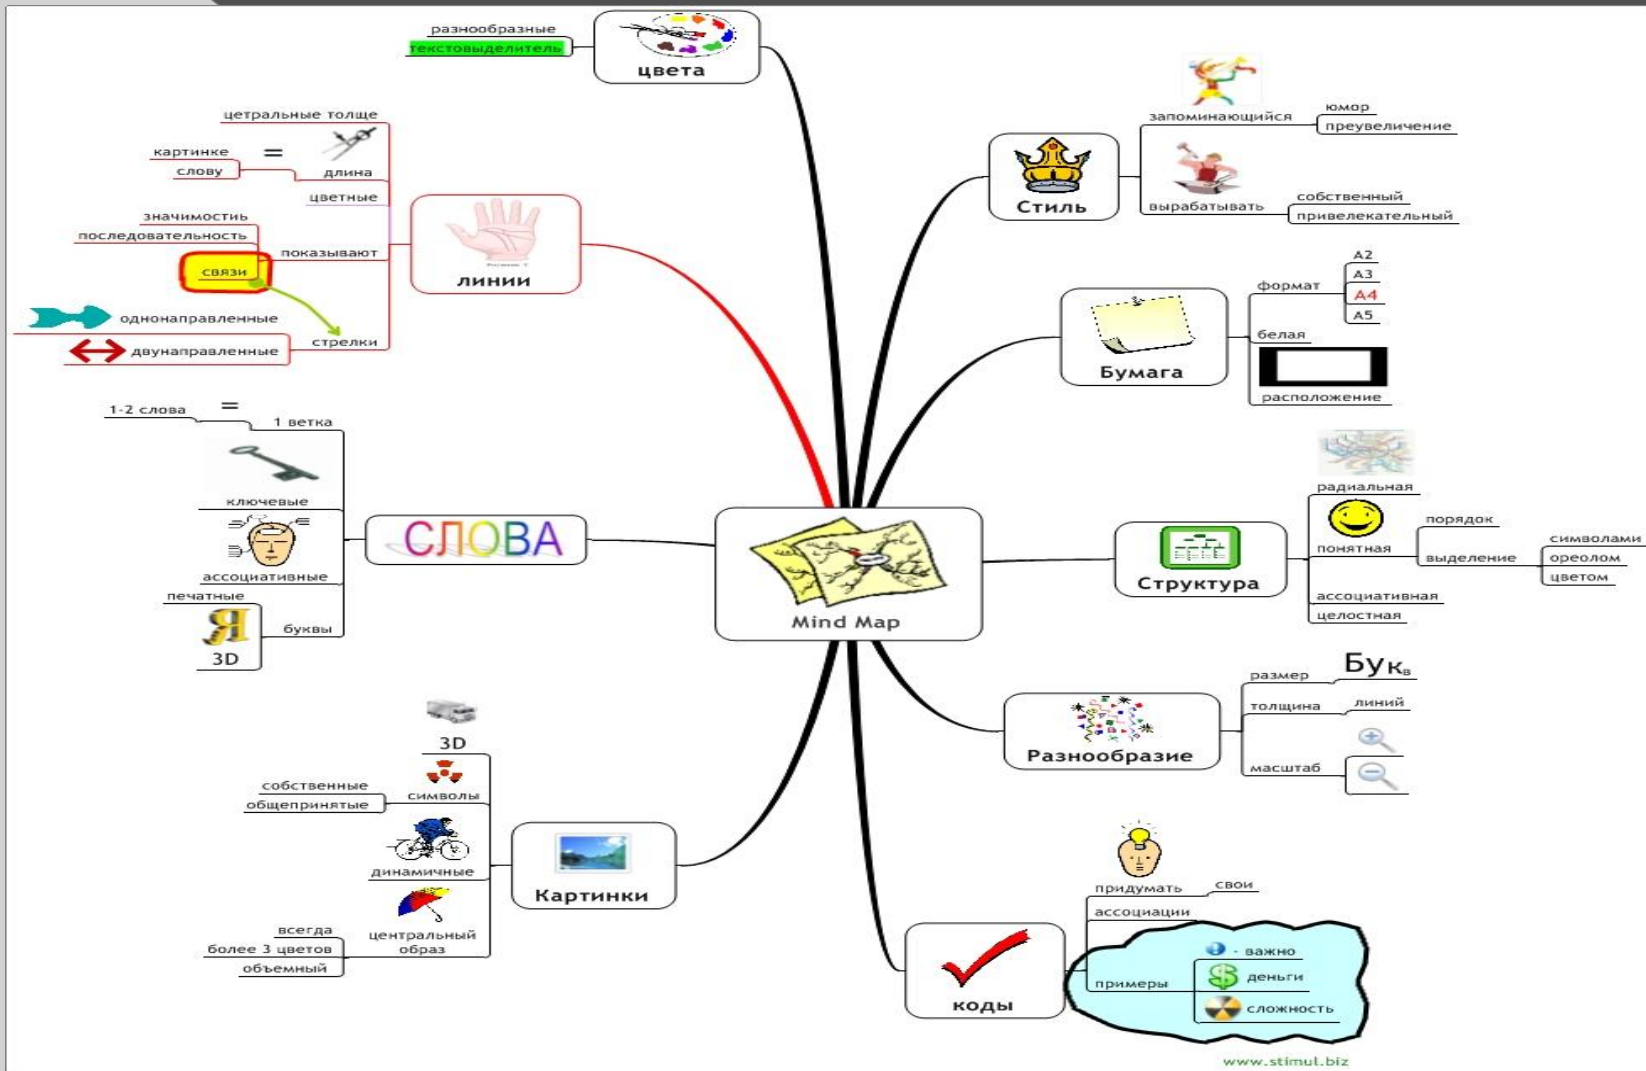 разнообразные
текстовыделитель
цвета
цетральные толще
картинке
=
слову
длина
цветные
значимостиь
последовательность
показывают
связи
однонаправленные
стрелки
двунаправленные
линии
1-2 слова
=
1 ветка
ключевые
ассоциативные
печатные
Я
буквы
3D
СЛОВА
3D
собственные
общепринятые
символы
динамичные
всегда
более 3 цветов
объемный
центральный
образ
Картинки
Mind Map
запоминающийся
юмор
преувеличение
Стиль
вырабатывать
собственный
привелекательный
Бумага
формат
A2
A3
A4
A5
белая
расположение
Структура
радиальная
понятная
порядок
выделение
символами
ореолом
цветом
ассоциативная
целостная
Разнообразие
размер
Букв
толщина
линий
масштаб
придумать
свои
ассоциации
коды
примеры
- важно
$ деньги
сложность
www.stimul.biz